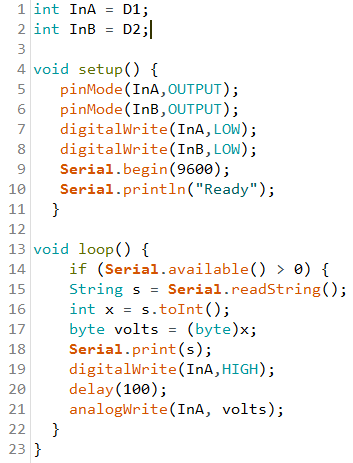 1 int InA = D1;
2 int InB = D2;
3
4 void setup() {
5 pinMode(InA,OUTPUT);
6 pinMode(InB,OUTPUT);
7 digitalWrite(InA,LOW);
8 digitalWrite(InB,LOW);
9 Serial.begin(9600);
10 Serial.println("Ready");
11 }
12
13 void loop() {
14 if (Serial.available() > 0) {
15 String s = Serial.readString();
16 int x = s.toInt();
17 byte volts = (byte)x;
18 Serial.print(s);
19 digitalWrite(InA,HIGH);
20 delay(100);
21 analogWrite(InA, volts);
22 }
23 }